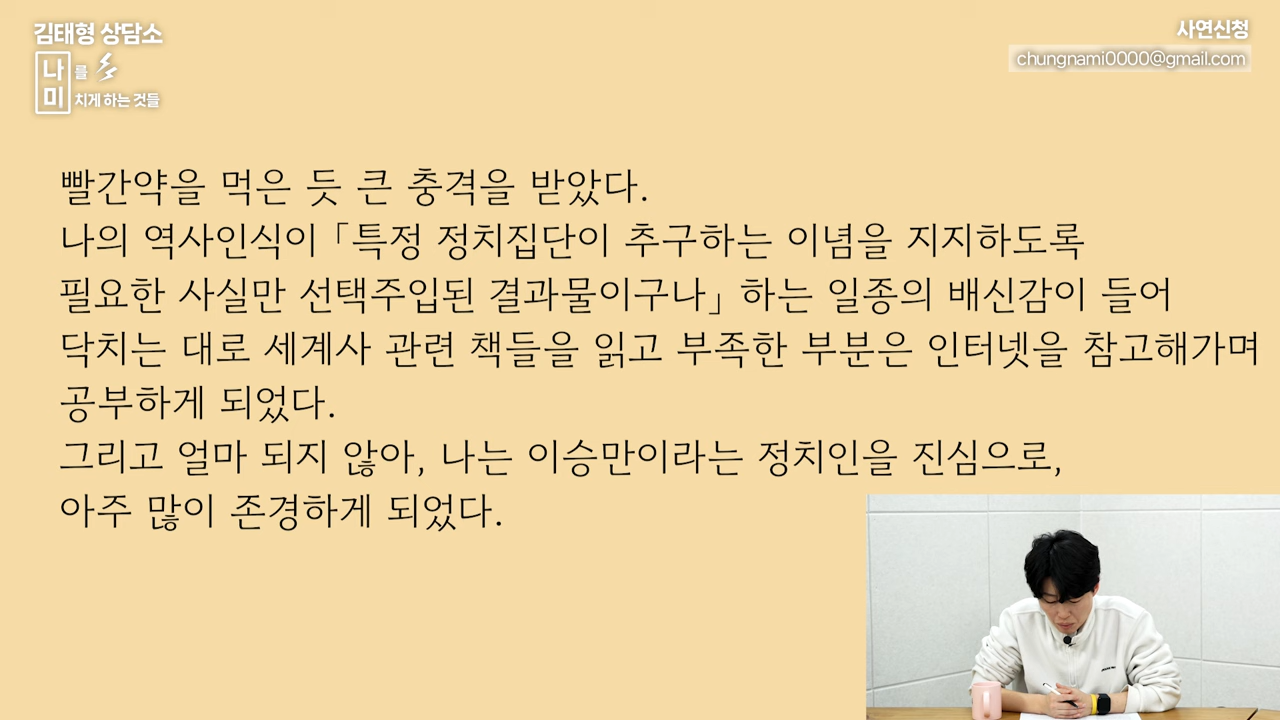 김태형 상담소
나를
미치게 하는 것들
사연신청
chungnami0000@gmail.com
빨간약을 먹은 듯 큰 충격을 받았다.
나의 역사인식이 「특정 정치집단이 추구하는 이념을 지지하도록
필요한 사실만 선택주입된 결과물이구나」 하는 일종의 배신감이 들어
닥치는 대로 세계사 관련 책들을 읽고 부족한 부분은 인터넷을 참고해가며
공부하게 되었다.
그리고 얼마 되지 않아, 나는 이승만이라는 정치인을 진심으로,
아주 많이 존경하게 되었다.